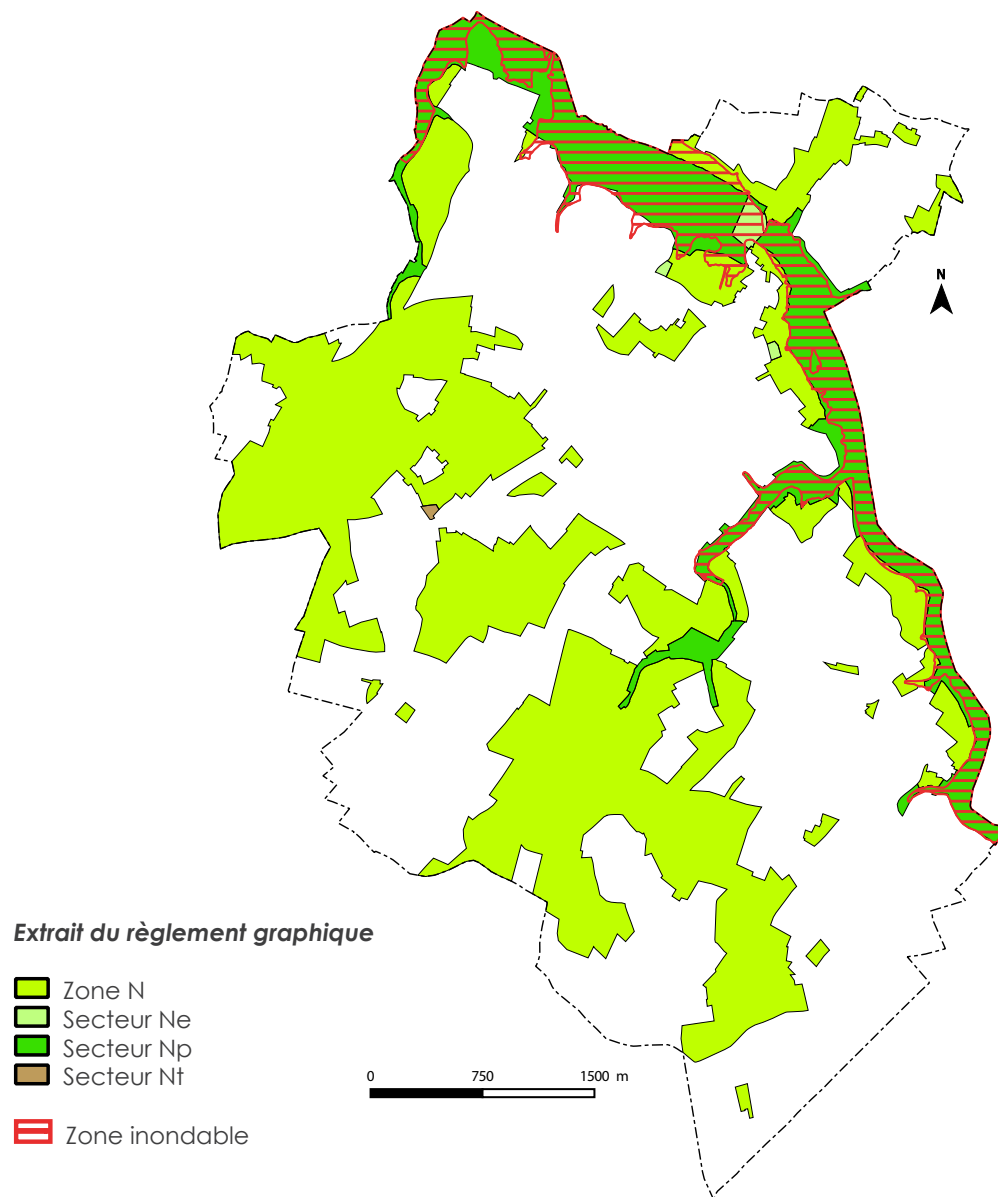 N
Extrait du règlement graphique
Zone N
Secteur Ne
Secteur Np
Secteur Nt
0 750 1500 m
Zone inondable